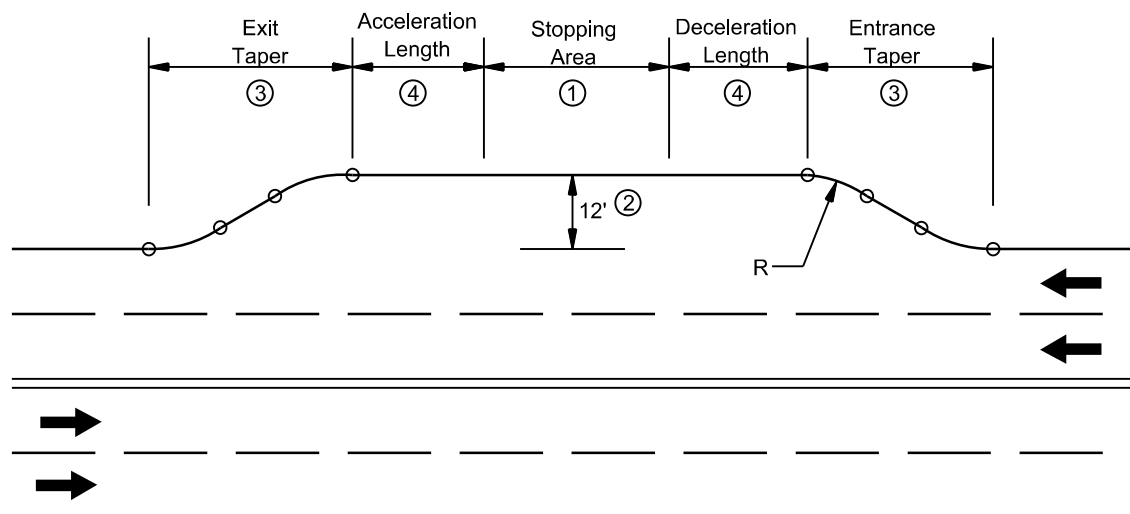 Exit
Taper
③
Acceleration
Length
④
Stopping
Area
①
Deceleration
Length
④
Entrance
Taper
③
12' ②
R